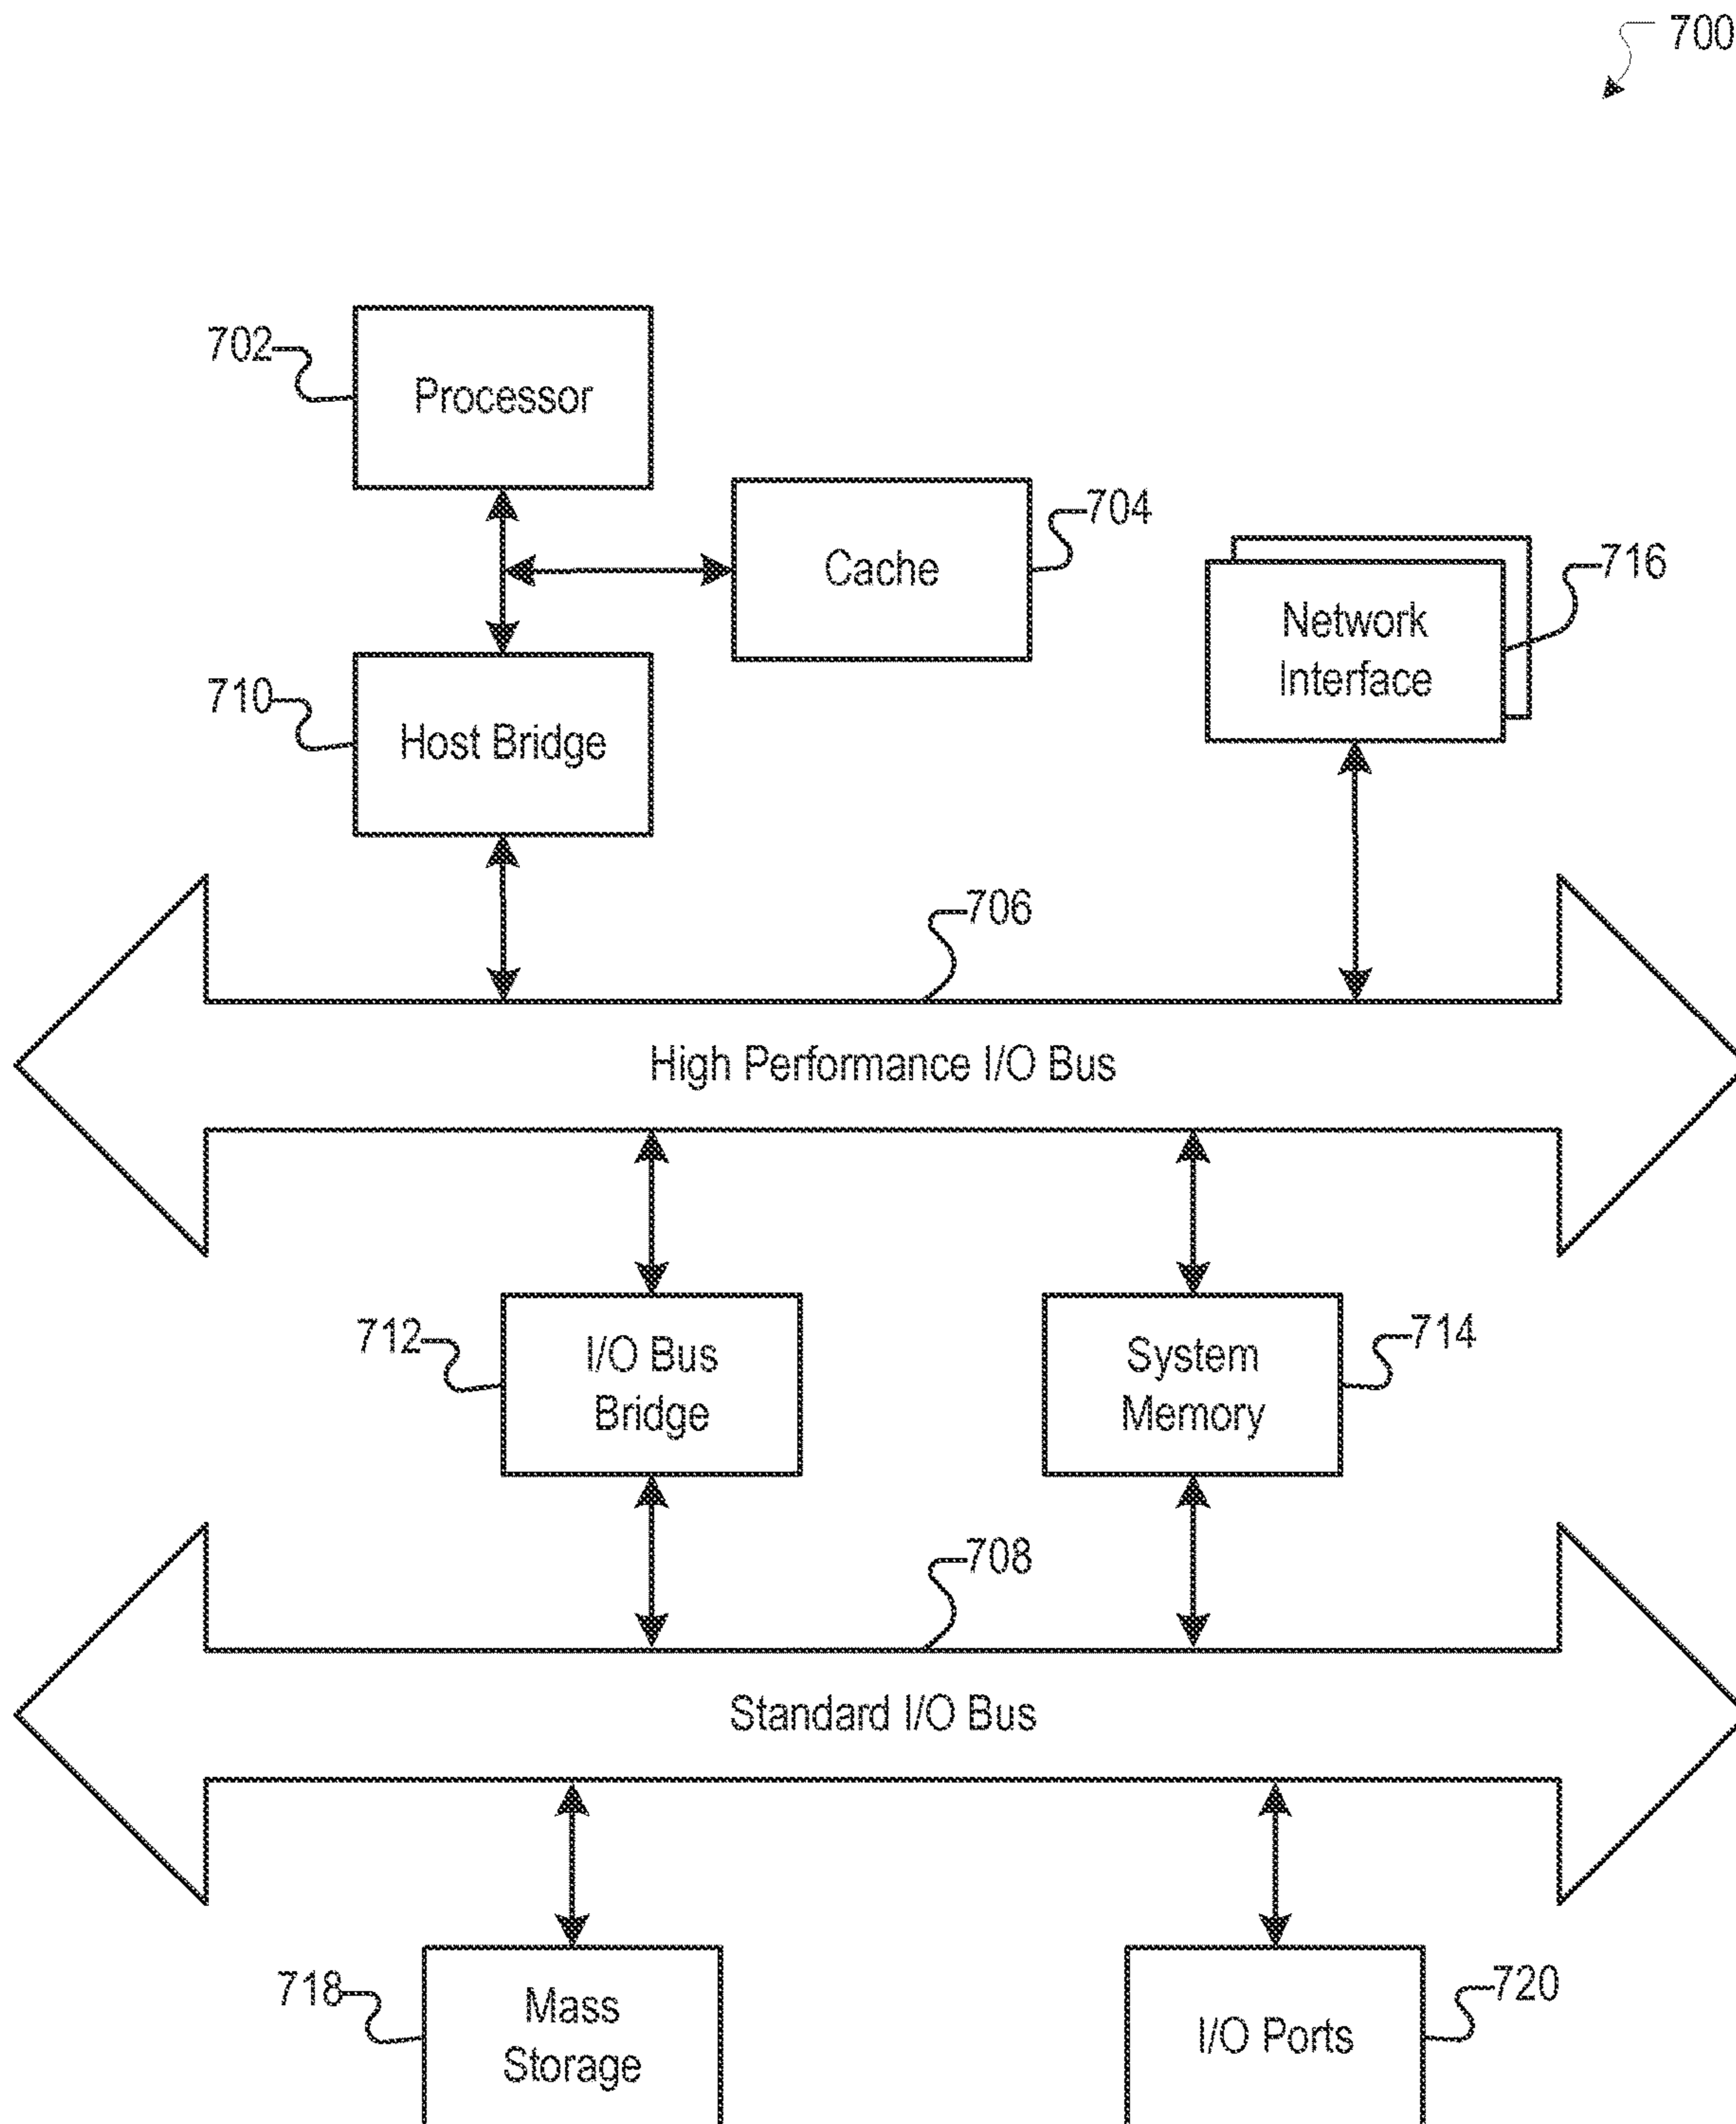 700
702
Processor
704
Cache
716
Network
Interface
710
Host Bridge
706
High Performance I/O Bus
712
I/O Bus
Bridge
714
System
Memory
708
Standard I/O Bus
718
Mass
Storage
720
I/O Ports